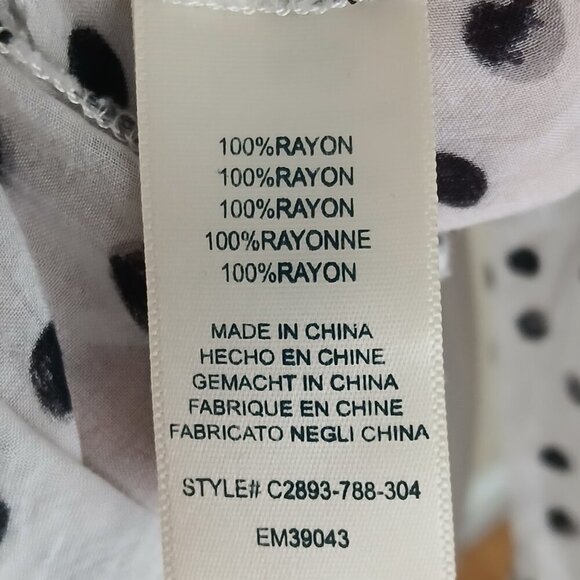 100%RAYON
100%RAYON
100%RAYON
100%RAYONNE
100%RAYON
MADE IN CHINA
HECHO EN CHINE
GEMACHT IN CHINA
FABRIQUE EN CHINE
FABRICATO NEGLI CHINA
STYLE# C2893-788-304
EM39043